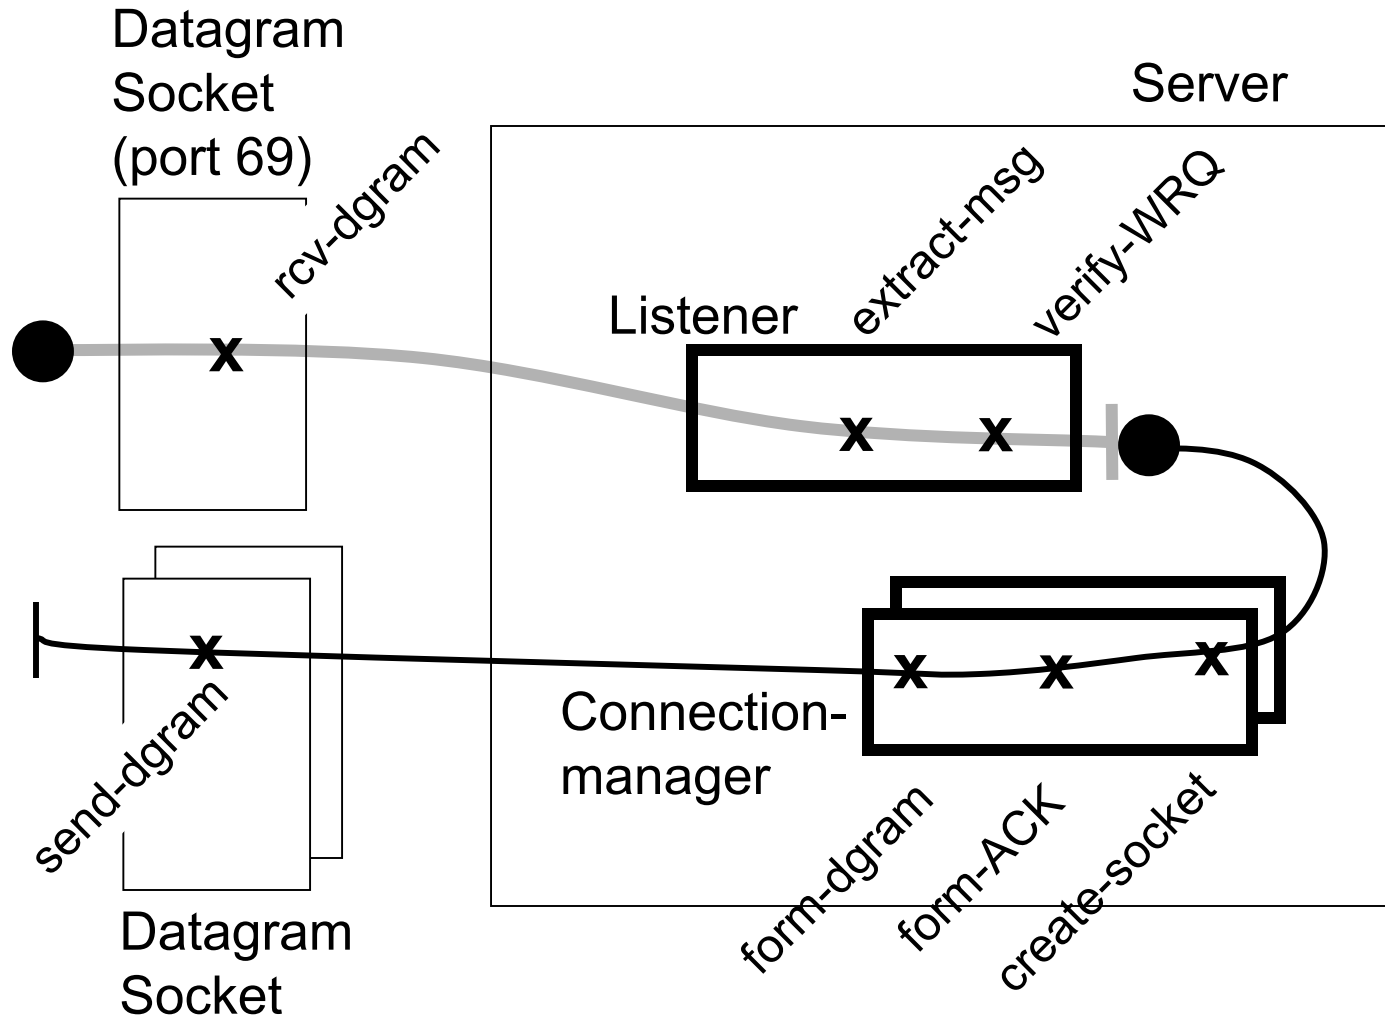 Datagram
Socket
(port 69)
rcv-dgram
Server
extract-msg
verify-WRQ
Listener
x
x
x
x
x
x
x
send-dgram
Connection-
manager
form-dgram
form-ACK
create-socket
Datagram
Socket